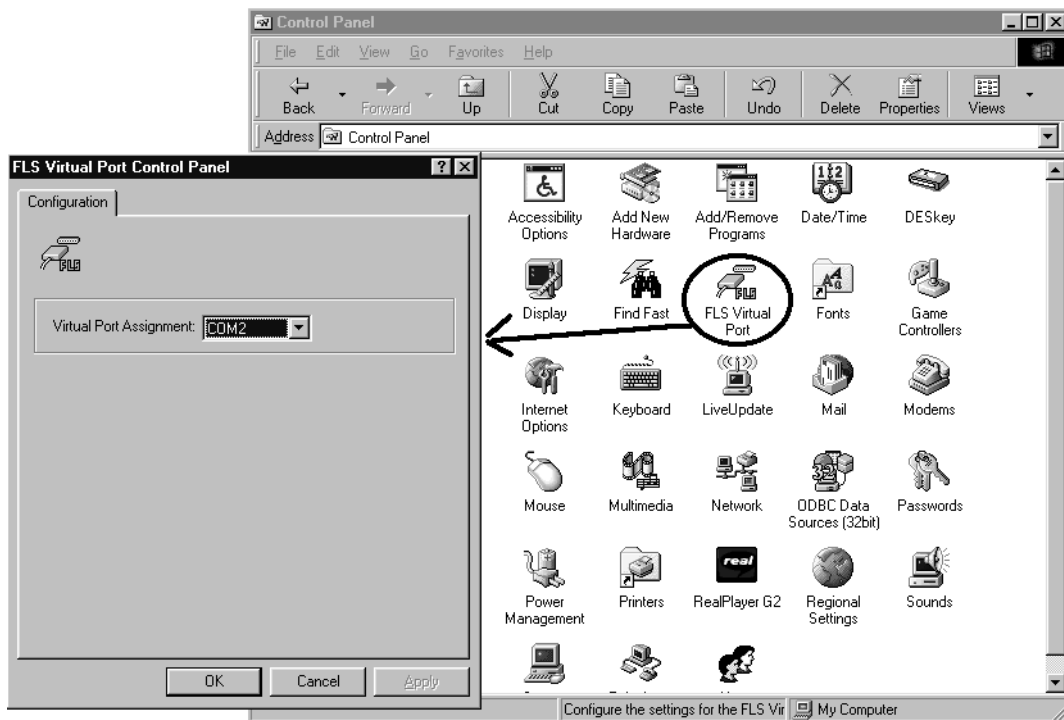 Control Panel
File Edit View Go Favorites Help
Back Forward Up Cut Copy Paste Undo Delete Properties Views
Address Control Panel
FLS Virtual Port Control Panel
Configuration
FLS
Virtual Port Assignment: COM2
OK Cancel Apply
Accessibility Options
Add New Hardware
Add/Remove Programs
Date/Time
DESkey
Display
Find Fast
FLS
FLS Virtual Port
Fonts
Game Controllers
Internet Options
Keyboard
LiveUpdate
Mail
Modems
Mouse
Multimedia
Network
32
ODBC Data Sources (32bit)
Passwords
Power Management
Printers
real
RealPlayer G2
Regional Settings
Sounds
Configure the settings for the FLS Vir
My Computer